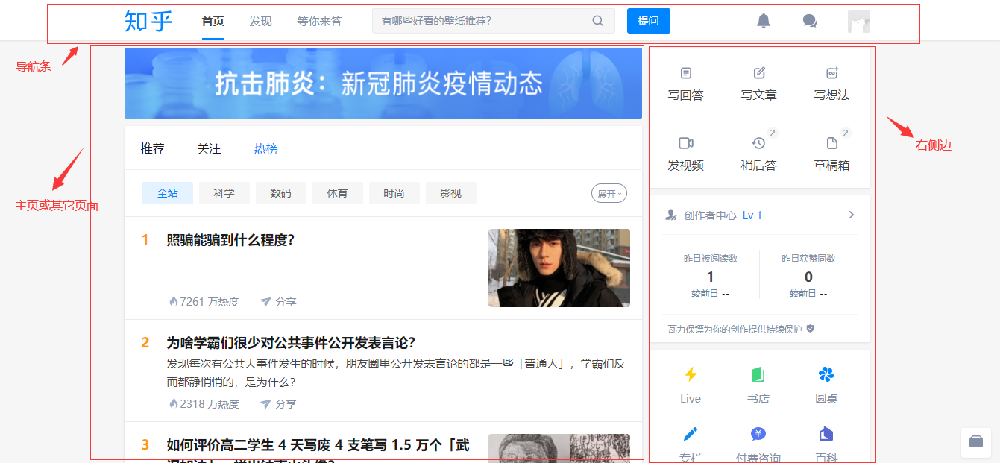 知乎 首页 发现 等你来答 有哪些好看的壁纸推荐? 提问
导航条
抗击肺炎：新冠肺炎疫情动态
写回答 写文章 写想法
2 2
发视频 稍后答 草稿箱
右侧边
推荐 关注 热榜
主页或其它页面
全站 科学 数码 体育 时尚 影视 展开
创作者中心 Lv 1
1 照骗能骗到什么程度？
7261 万热度 分享
昨日被阅读数 昨日获赞同数
1 0
较前日 -- 较前日 --
瓦力保镖为你的创作提供持续保护
2 为啥学霸们很少对公共事件公开发表言论？
发现每次有公共大事件发生的时候，朋友圈里公开发表言论的都是一些「普通人」，学霸们反
而都静悄悄的，是为什么？
2318 万热度 分享
Live 书店 圆桌
3 如何评价高二学生 4 天写废 4 支笔写 1.5 万个「武
专栏 付费咨询 百科